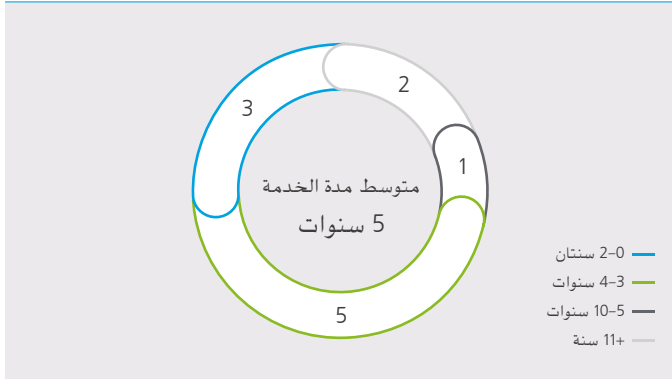 2
3
1
متوسط مدة الخدمة
5 سنوات
5
0–2 سنتان
3–4 سنوات
5–10 سنوات
+11 سنة